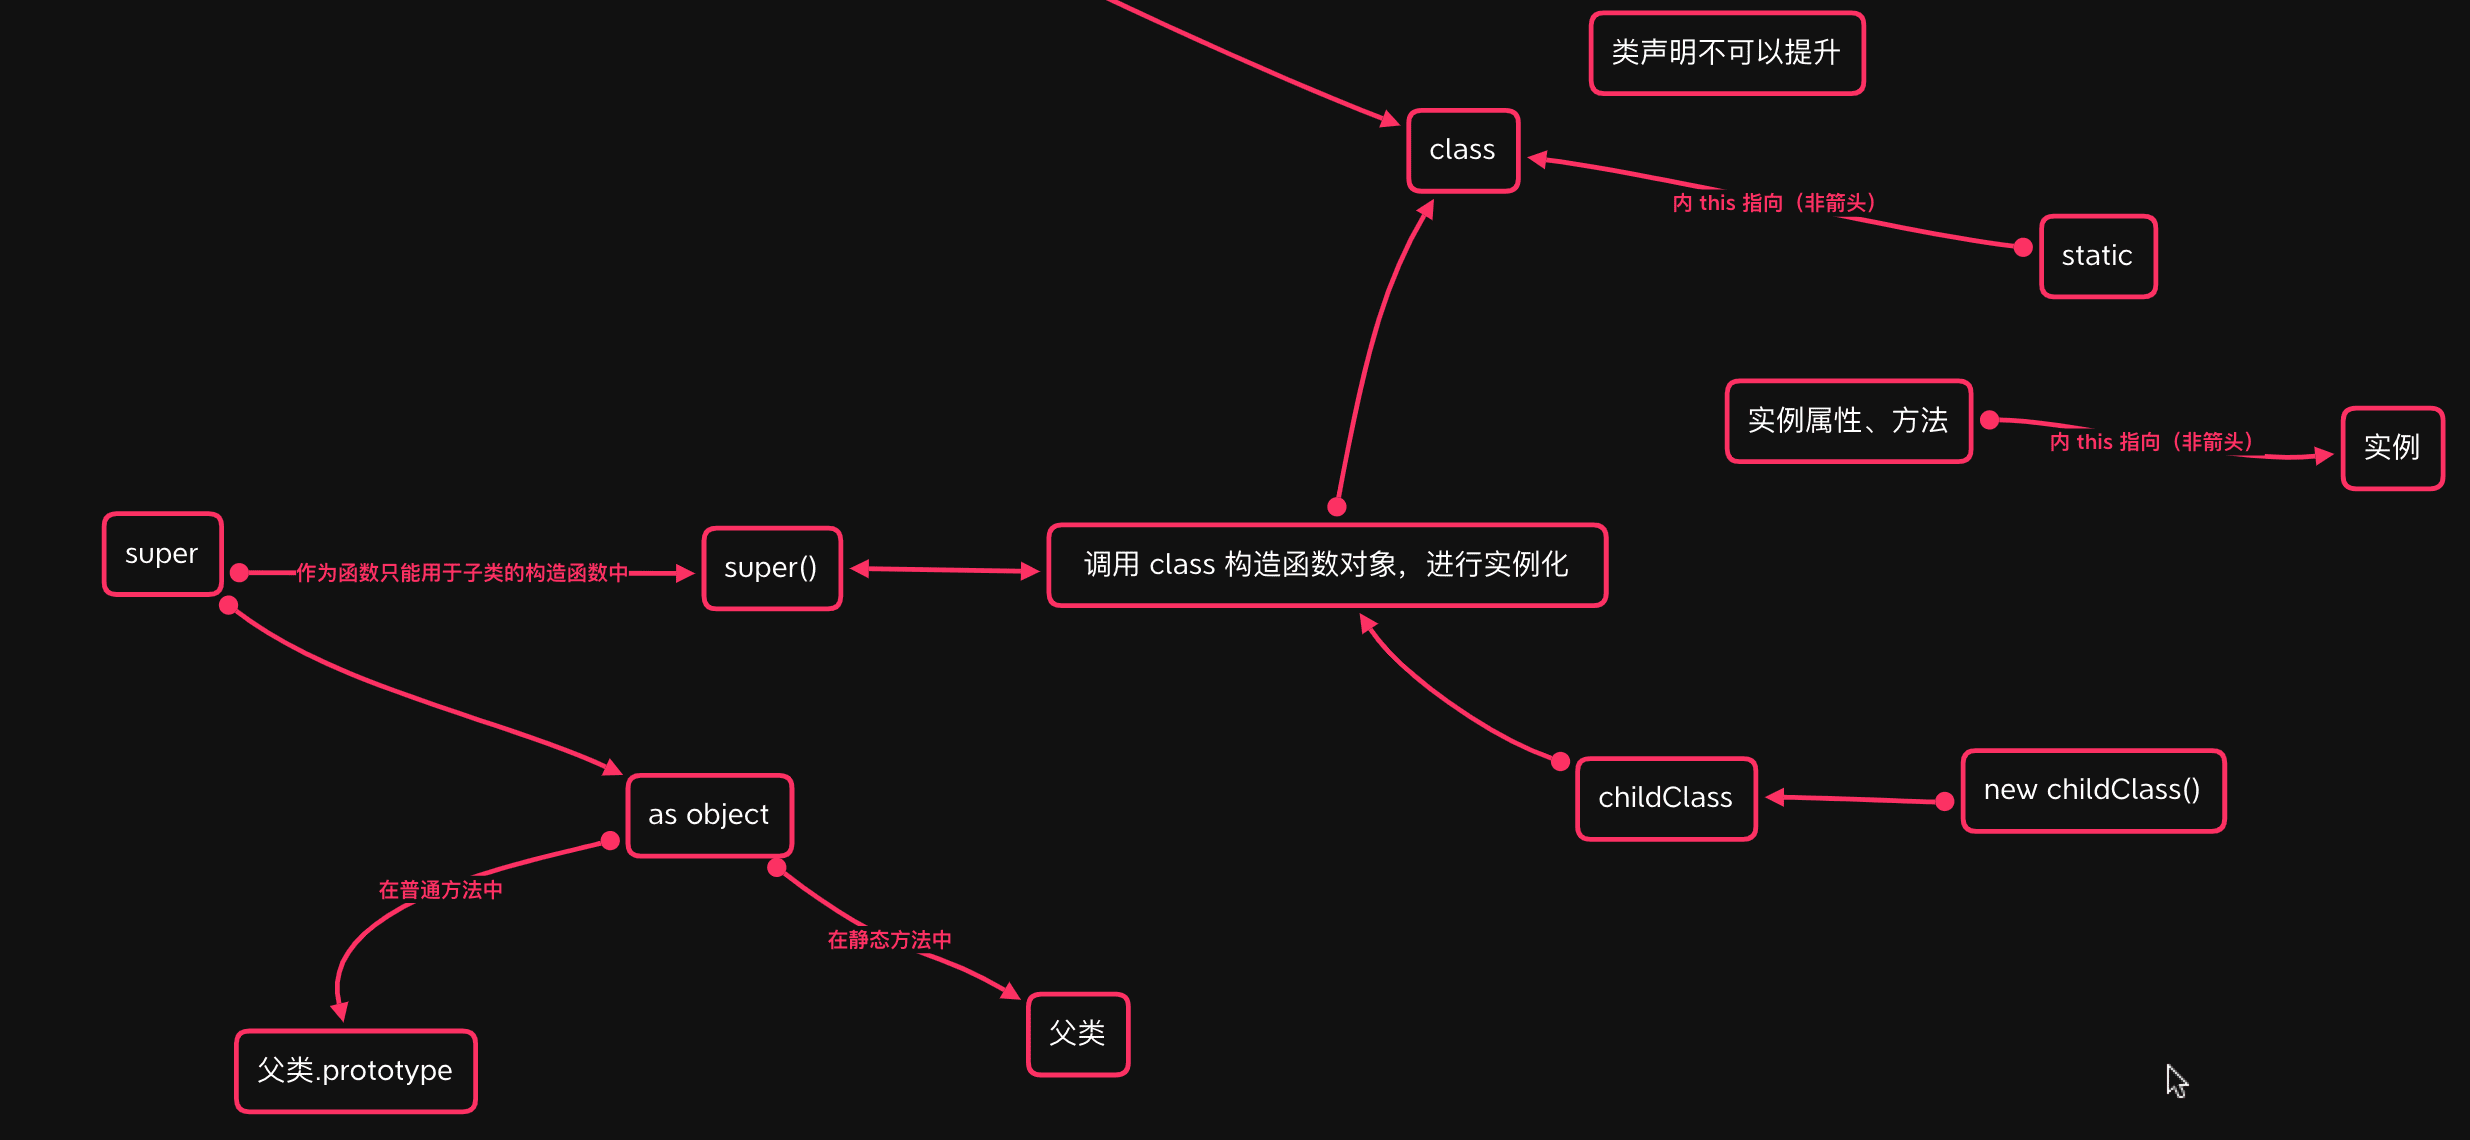 类声明不可以提升
class
内 this 指向（非箭头）
static
实例属性、方法
内 this 指向（非箭头）
实例
super
作为函数只能用于子类的构造函数中
super()
调用 class 构造函数对象，进行实例化
childClass
new childClass()
as object
在普通方法中
在静态方法中
父类
父类.prototype